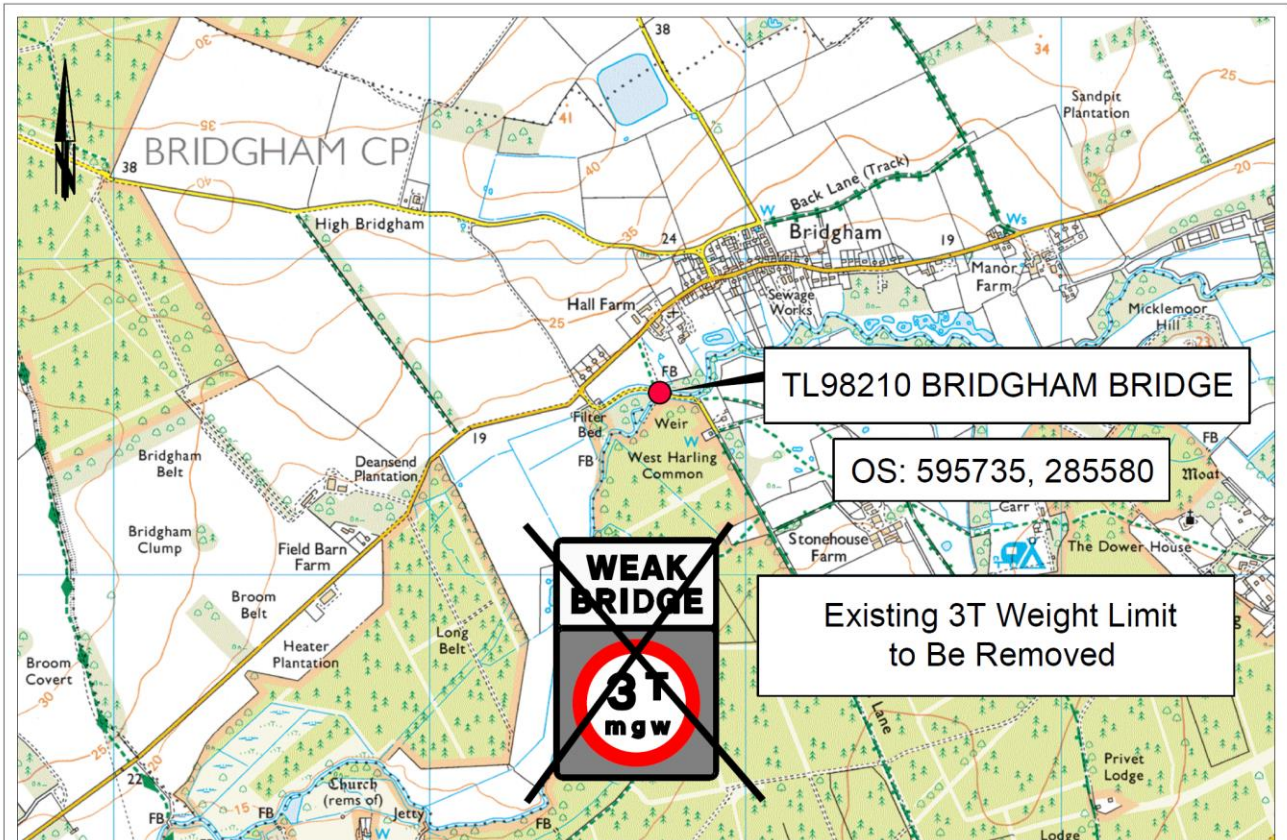 30
38
34
25
Sandpit
Plantation
41
20
35
BRIDGHAM CP
40
38
N
40
Back Lane (Track)
High Bridgham
35
W
Bridgham
Ws
24
19
Manor
Farm
Hall Farm
Sewage
Works
25
Micklemoor
Hill
23
FB
TL98210 BRIDGHAM BRIDGE
Filter
Bed
Weir
19
W
West Harling
Common
FB
FB
Bridgham
Belt
Deansend
Plantation
OS: 595735, 285580
Moat
Carr
Bridgham
Clump
Field Barn
Farm
Stonehouse
Farm
The Dower House
WEAK
BRIDGE
Broom
Belt
Existing 3T Weight Limit
to Be Removed
Heater
Plantation
Long
Belt
Broom
Covert
3T
mgw
30
Lane
25
20
22
15
Privet
Lodge
Church
(rems of)
FB
FB
Jetty
FB
W
Lodge